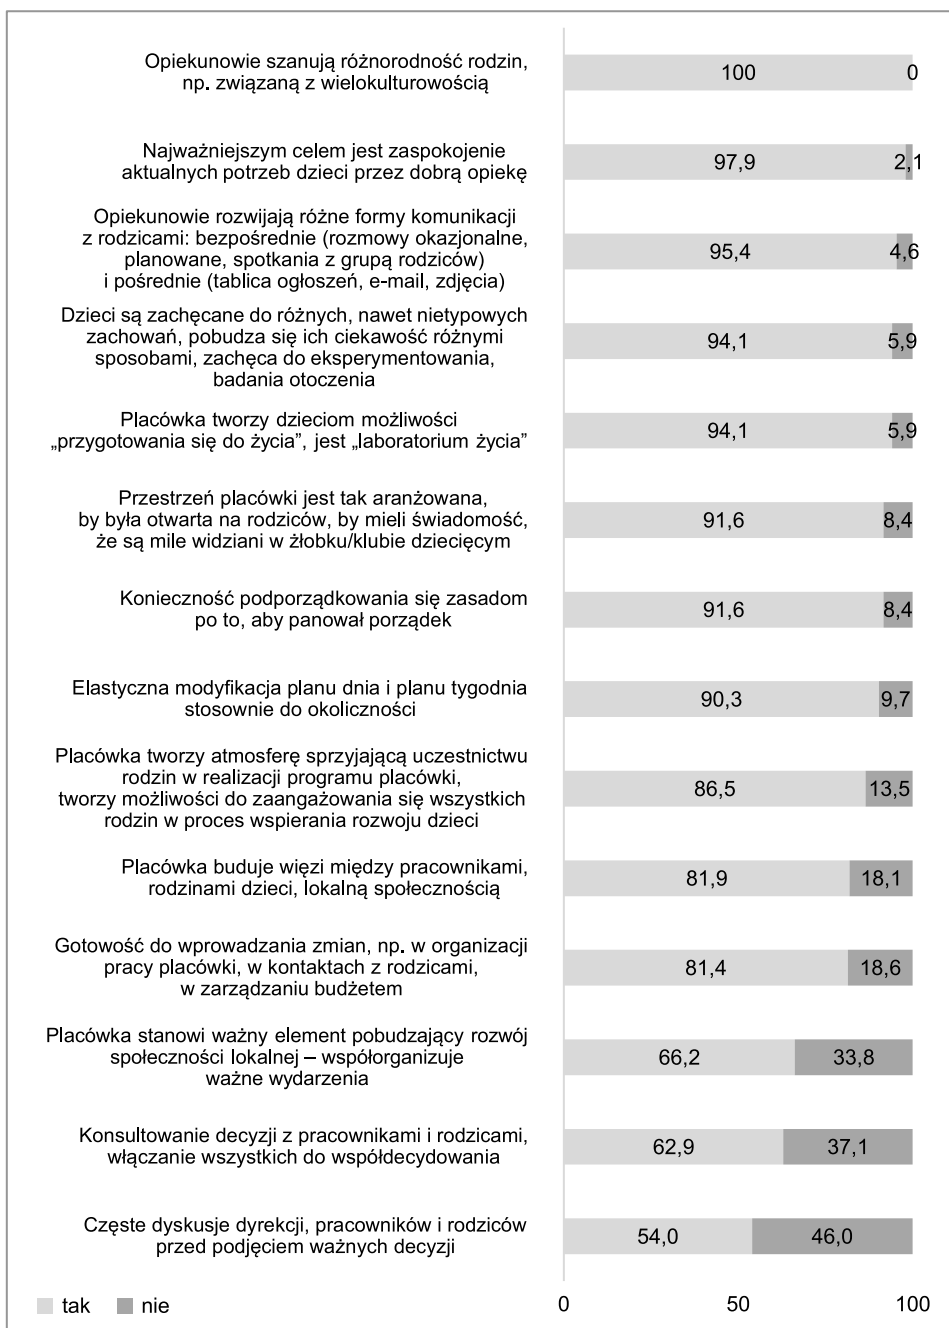 Opiekunowie szanują różnorodność rodzin,
np. związaną z wielokulturowością
100 0
Najważniejszym celem jest zaspokojenie
aktualnych potrzeb dzieci przez dobrą opiekę
97,9 2,1
Opiekunowie rozwijają różne formy komunikacji
z rodzicami: bezpośrednie (rozmowy okazjonalne,
planowane, spotkania z grupą rodziców)
i pośrednie (tablica ogłoszeń, e-mail, zdjęcia)
95,4 4,6
Dzieci są zachęcane do różnych, nawet nietypowych
zachowań, pobudza się ich ciekawość różnymi
sposobami, zachęca do eksperymentowania,
badania otoczenia
94,1 5,9
Placówka tworzy dzieciom możliwości
„przygotowania się do życia”, jest „laboratorium życia”
94,1 5,9
Przestrzeń placówki jest tak aranżowana,
by była otwarta na rodziców, by mieli świadomość,
że są mile widziani w żłobku/klubie dziecięcym
91,6 8,4
Konieczność podporządkowania się zasadom
po to, aby panował porządek
91,6 8,4
Elastyczna modyfikacja planu dnia i planu tygodnia
stosownie do okoliczności
90,3 9,7
Placówka tworzy atmosferę sprzyjającą uczestnictwu
rodzin w realizacji programu placówki,
tworzy możliwości do zaangażowania się wszystkich
rodzin w proces wspierania rozwoju dzieci
86,5 13,5
Placówka buduje więzi między pracownikami,
rodzinami dzieci, lokalną społecznością
81,9 18,1
Gotowość do wprowadzania zmian, np. w organizacji
pracy placówki, w kontaktach z rodzicami,
w zarządzaniu budżetem
81,4 18,6
Placówka stanowi ważny element pobudzający rozwój
społeczności lokalnej – współorganizuje
ważne wydarzenia
66,2 33,8
Konsultowanie decyzji z pracownikami i rodzicami,
włączanie wszystkich do współdecydowania
62,9 37,1
Częste dyskusje dyrekcji, pracowników i rodziców
przed podjęciem ważnych decyzji
54,0 46,0
tak nie 0 50 100